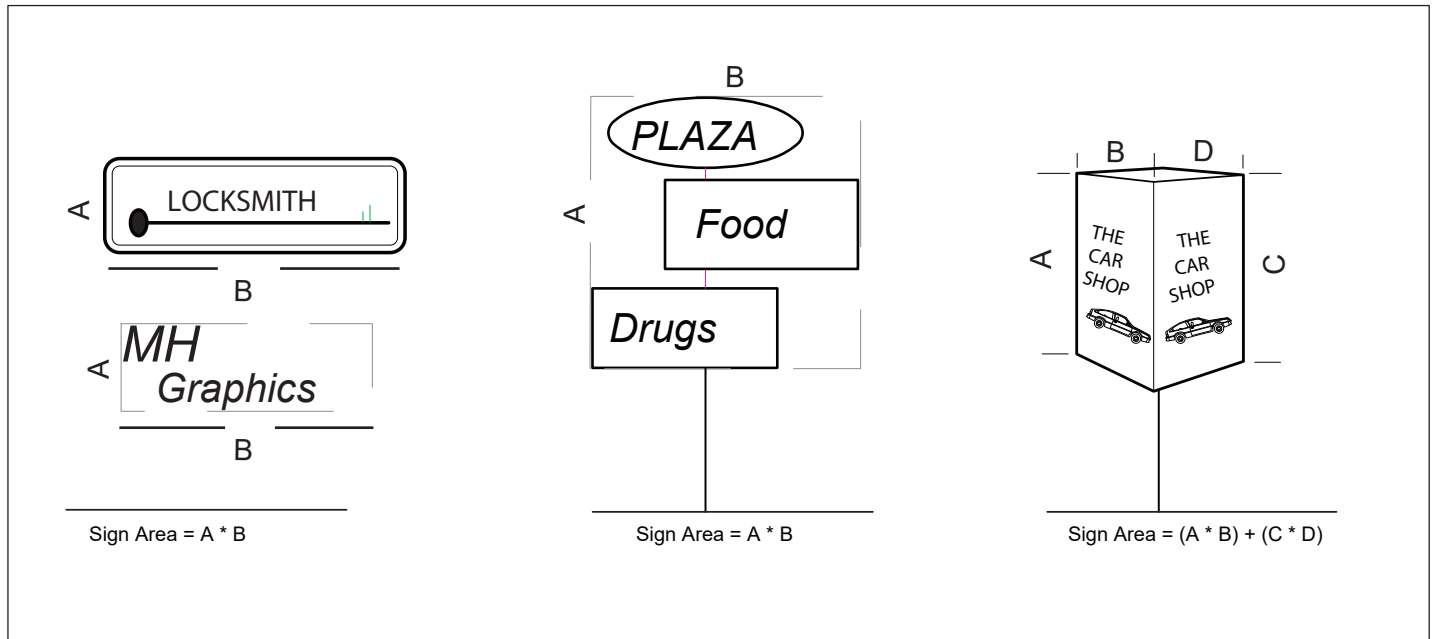 A
LOCKSMITH
B
A
MH
Graphics
B
Sign Area = A * B
B
A
PLAZA
Food
Drugs
Sign Area = A * B
B
D
A
C
THE
CAR
SHOP
THE
CAR
SHOP
Sign Area = (A * B) + (C * D)